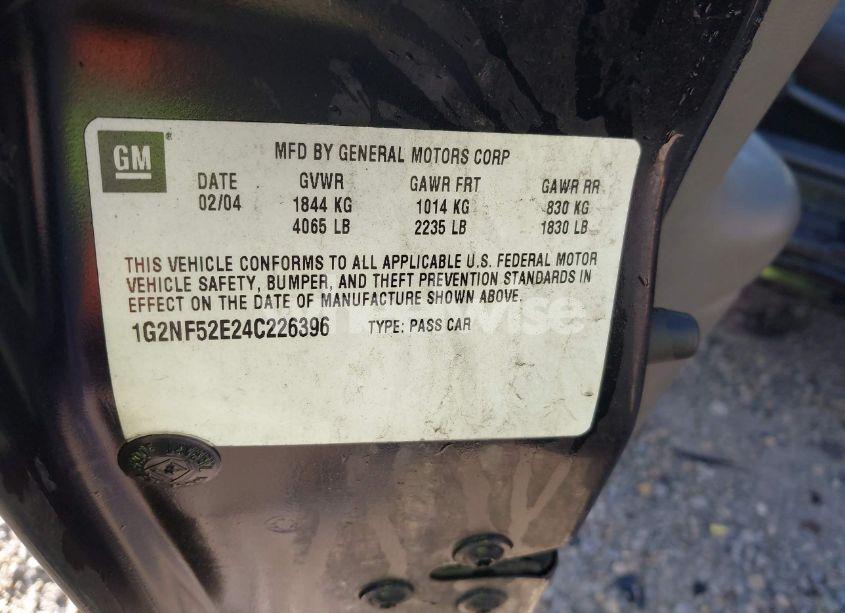 GM
MFD BY GENERAL MOTORS CORP
DATE GVWR GAWR FRT GAWR RR
02/04 1844 KG 1014 KG 830 KG
4065 LB 2235 LB 1830 LB
THIS VEHICLE CONFORMS TO ALL APPLICABLE U.S. FEDERAL MOTOR
VEHICLE SAFETY, BUMPER, AND THEFT PREVENTION STANDARDS IN
EFFECT ON THE DATE OF MANUFACTURE SHOWN ABOVE.
1G2NF52E24C226396 TYPE: PASS CAR